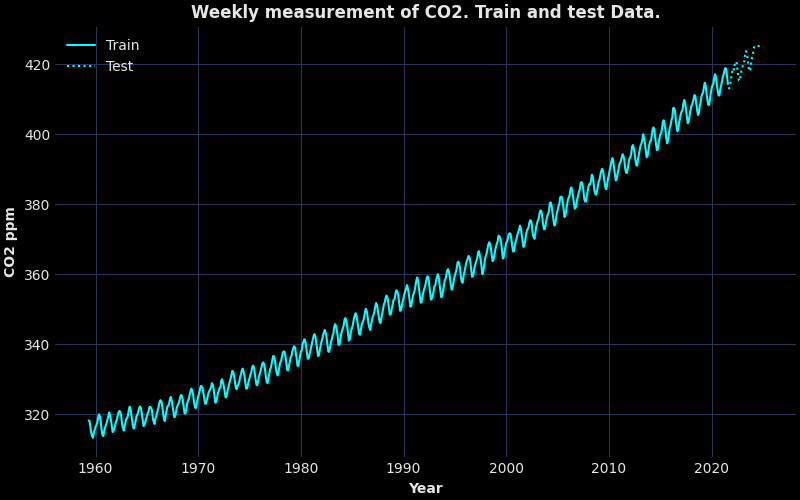 Weekly measurement of CO2. Train and test Data.
Train
Test
420
400
380
360
340
320
CO2 ppm
1960 1970 1980 1990 2000 2010 2020
Year